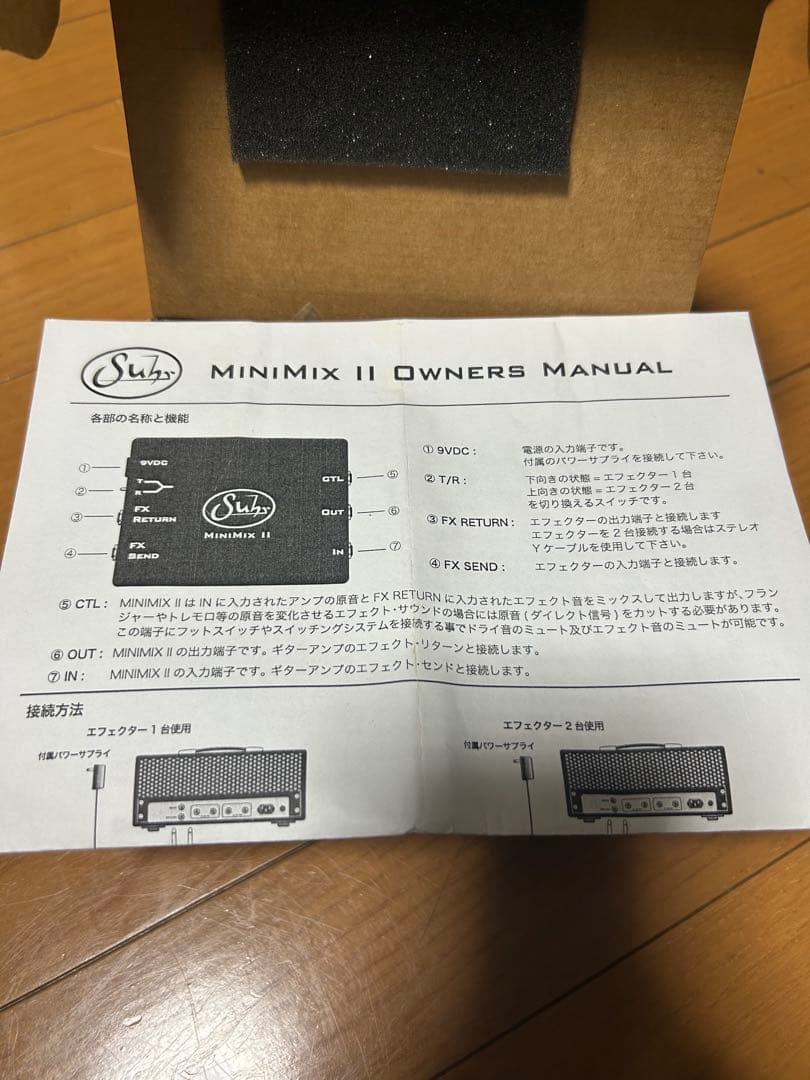 Suhr MINIMIX II OWNERS MANUAL
各部の名称と機能
① 9VDC
② T R
③ FX RETURN
④ FX SEND
Suhr
MINIMIX II
CTL ⑤
OUT ⑥
IN ⑦
① 9VDC : 電源の入力端子です。
付属のパワーサプライを接続して下さい。
② T/R : 下向きの状態 = エフェクター 1 台
上向きの状態 = エフェクター 2 台
を切り換えるスイッチです。
③ FX RETURN : エフェクターの出力端子と接続します
エフェクターを 2 台接続する場合はステレオ
Y ケーブルを使用して下さい。
④ FX SEND : エフェクターの入力端子と接続します。
⑤ CTL : MINIMIX II は IN に入力されたアンプの原音と FX RETURN に入力されたエフェクト音をミックスして出力しますが、フラン
ジャーやトレモロ等の原音を変化させるエフェクト・サウンドの場合には原音 ( ダイレクト信号 ) をカットする必要があります。
この端子にフットスイッチやスイッチングシステムを接続する事でドライ音のミュート及びエフェクト音のミュートが可能です。
⑥ OUT : MINIMIX II の出力端子です。ギターアンプのエフェクト・リターンと接続します。
⑦ IN : MINIMIX II の入力端子です。ギターアンプのエフェクト・センドと接続します。
接続方法
エフェクター 1 台使用
付属パワーサプライ
エフェクター 2 台使用
付属パワーサプライ